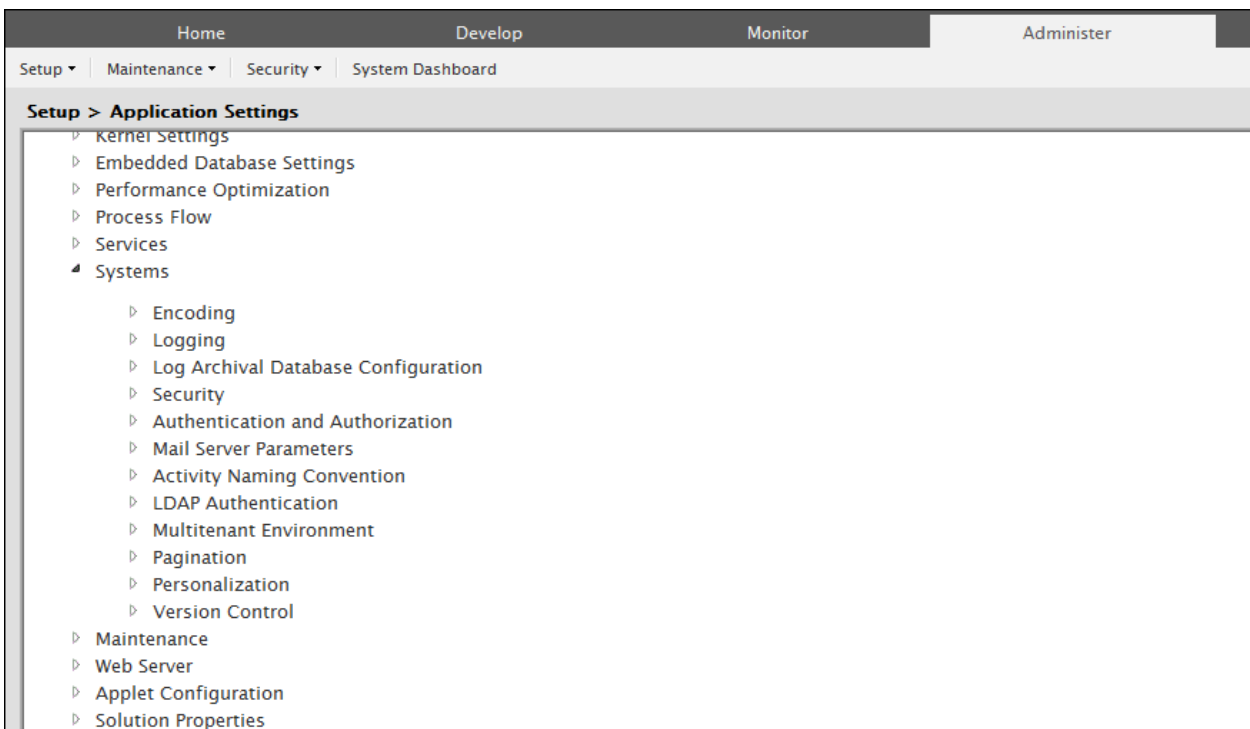 Home Develop Monitor Administer
Setup Maintenance Security System Dashboard
Setup > Application Settings
Kernel Settings
Embedded Database Settings
Performance Optimization
Process Flow
Services
Systems
Encoding
Logging
Log Archival Database Configuration
Security
Authentication and Authorization
Mail Server Parameters
Activity Naming Convention
LDAP Authentication
Multitenant Environment
Pagination
Personalization
Version Control
Maintenance
Web Server
Applet Configuration
Solution Properties